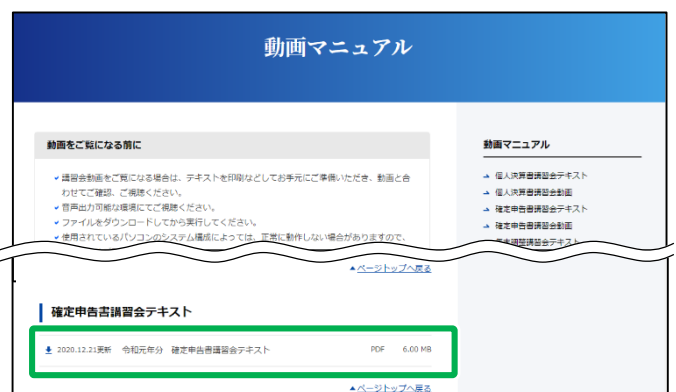 動画マニュアル
動画をご覧になる前に
講習会動画をご覧になる場合は、テキストを印刷などしてお手元にご準備いただき、動画と合
わせてご確認、ご視聴ください。
音声出力可能な環境にてご視聴ください。
ファイルをダウンロードしてから実行してください。
使用されているパソコンのシステム構成によっては、正常に動作しない場合がありますので、
ページトップへ戻る
動画マニュアル
個人決算書講習会テキスト
個人決算書講習会動画
確定申告書講習会テキスト
確定申告書講習会動画
年末調整講習会テキスト
確定申告書講習会テキスト
2020.12.21更新 令和元年分 確定申告書講習会テキスト PDF 6.00 MB
ページトップへ戻る